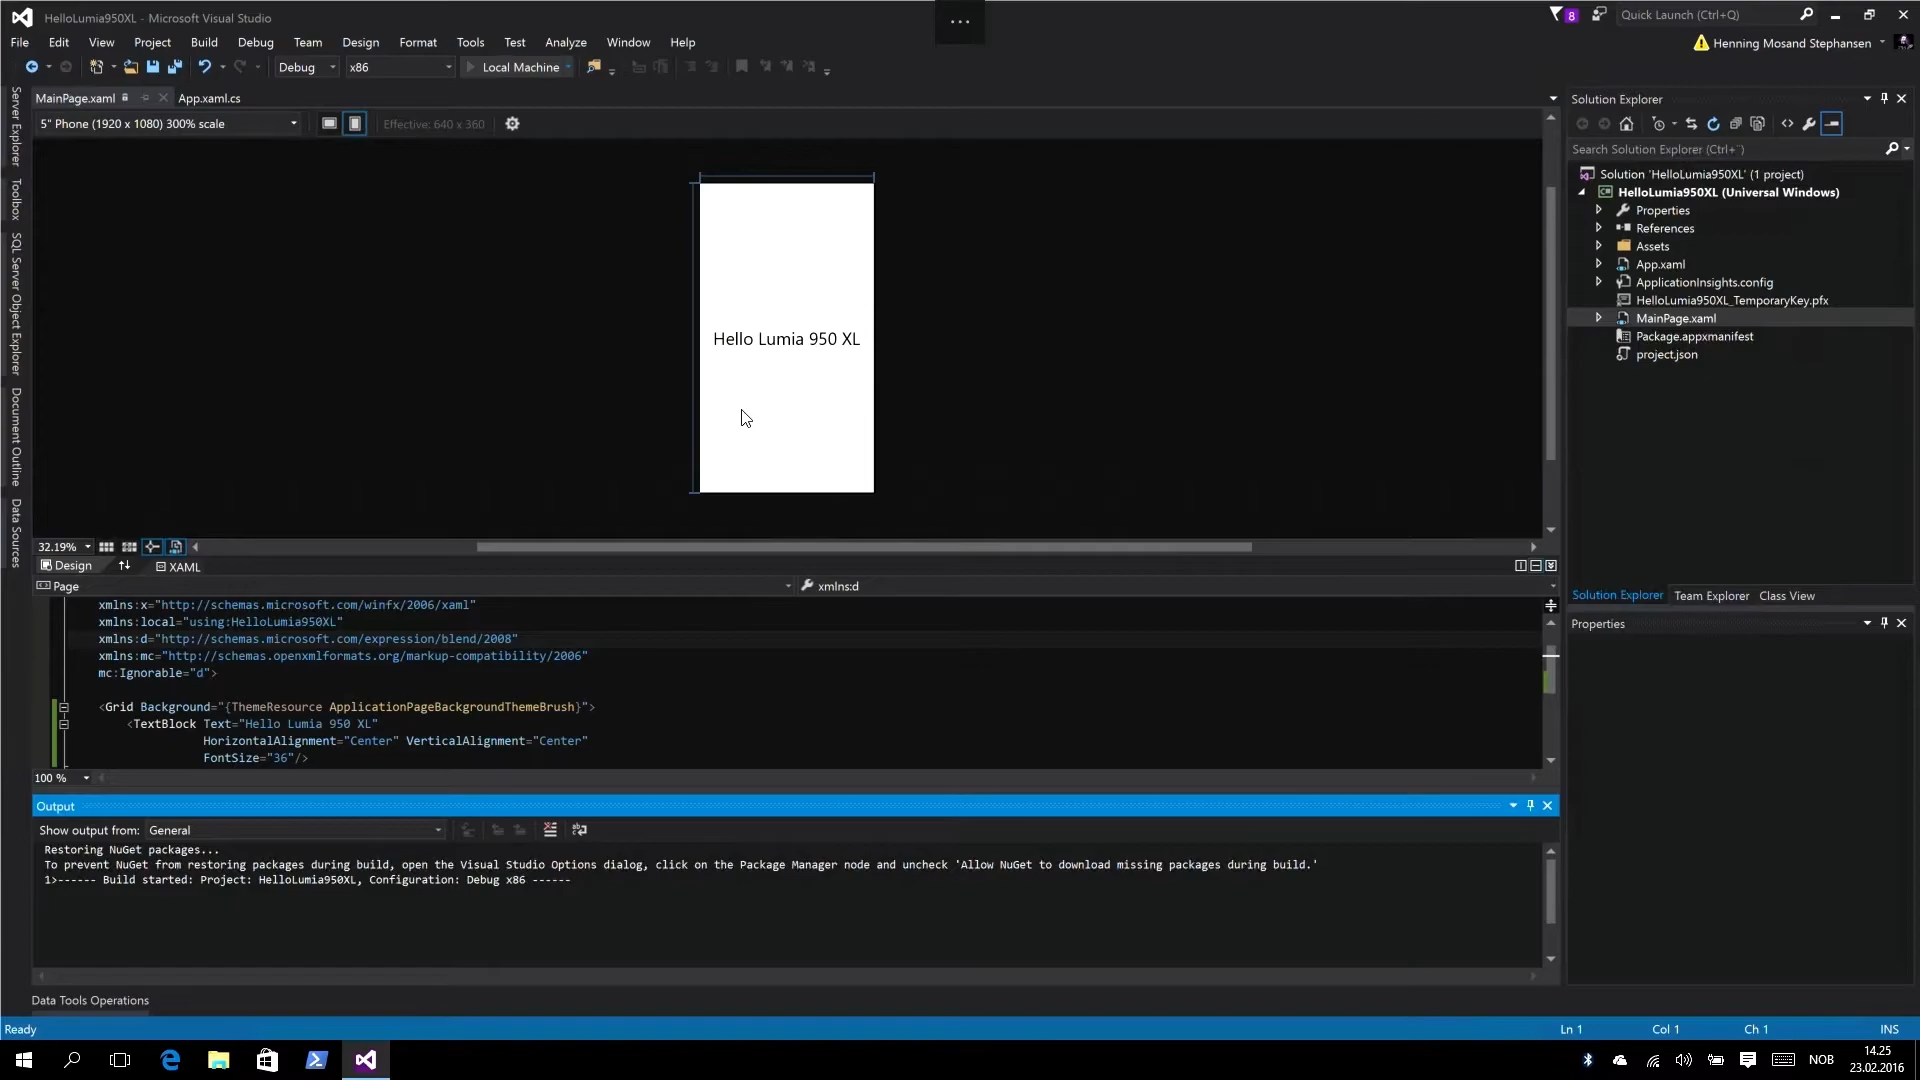 HelloLumia950XL - Microsoft Visual Studio
...
8
Quick Launch (Ctrl+Q)
File Edit View Project Build Debug Team Design Format Tools Test Analyze Window Help
Henning Mosand Stephansen
Debug x86 Local Machine
MainPage.xaml App.xaml.cs
5" Phone (1920 x 1080) 300% scale
Effective: 640 x 360
Server Explorer
Toolbox
SQL Server Object Explorer
Document Outline
Data Sources
Hello Lumia 950 XL
32.19%
Design XAML
Page xmlns:d
xmlns:x="http://schemas.microsoft.com/winfx/2006/xaml"
xmlns:local="using:HelloLumia950XL"
xmlns:d="http://schemas.microsoft.com/expression/blend/2008"
xmlns:mc="http://schemas.openxmlformats.org/markup-compatibility/2006"
mc:Ignorable="d">
<Grid Background="{ThemeResource ApplicationPageBackgroundThemeBrush}">
<TextBlock Text="Hello Lumia 950 XL"
HorizontalAlignment="Center" VerticalAlignment="Center"
FontSize="36"/>
100 %
Output
Show output from: General
Restoring NuGet packages...
To prevent NuGet from restoring packages during build, open the Visual Studio Options dialog, click on the Package Manager node and uncheck 'Allow NuGet to download missing packages during build.'
1>------ Build started: Project: HelloLumia950XL, Configuration: Debug x86 ------
Data Tools Operations
Solution Explorer
Search Solution Explorer (Ctrl+¨)
Solution 'HelloLumia950XL' (1 project)
HelloLumia950XL (Universal Windows)
Properties
References
Assets
App.xaml
ApplicationInsights.config
HelloLumia950XL_TemporaryKey.pfx
MainPage.xaml
Package.appxmanifest
project.json
Solution Explorer Team Explorer Class View
Properties
Ready
Ln 1 Col 1 Ch 1 INS
NOB
14.25
23.02.2016